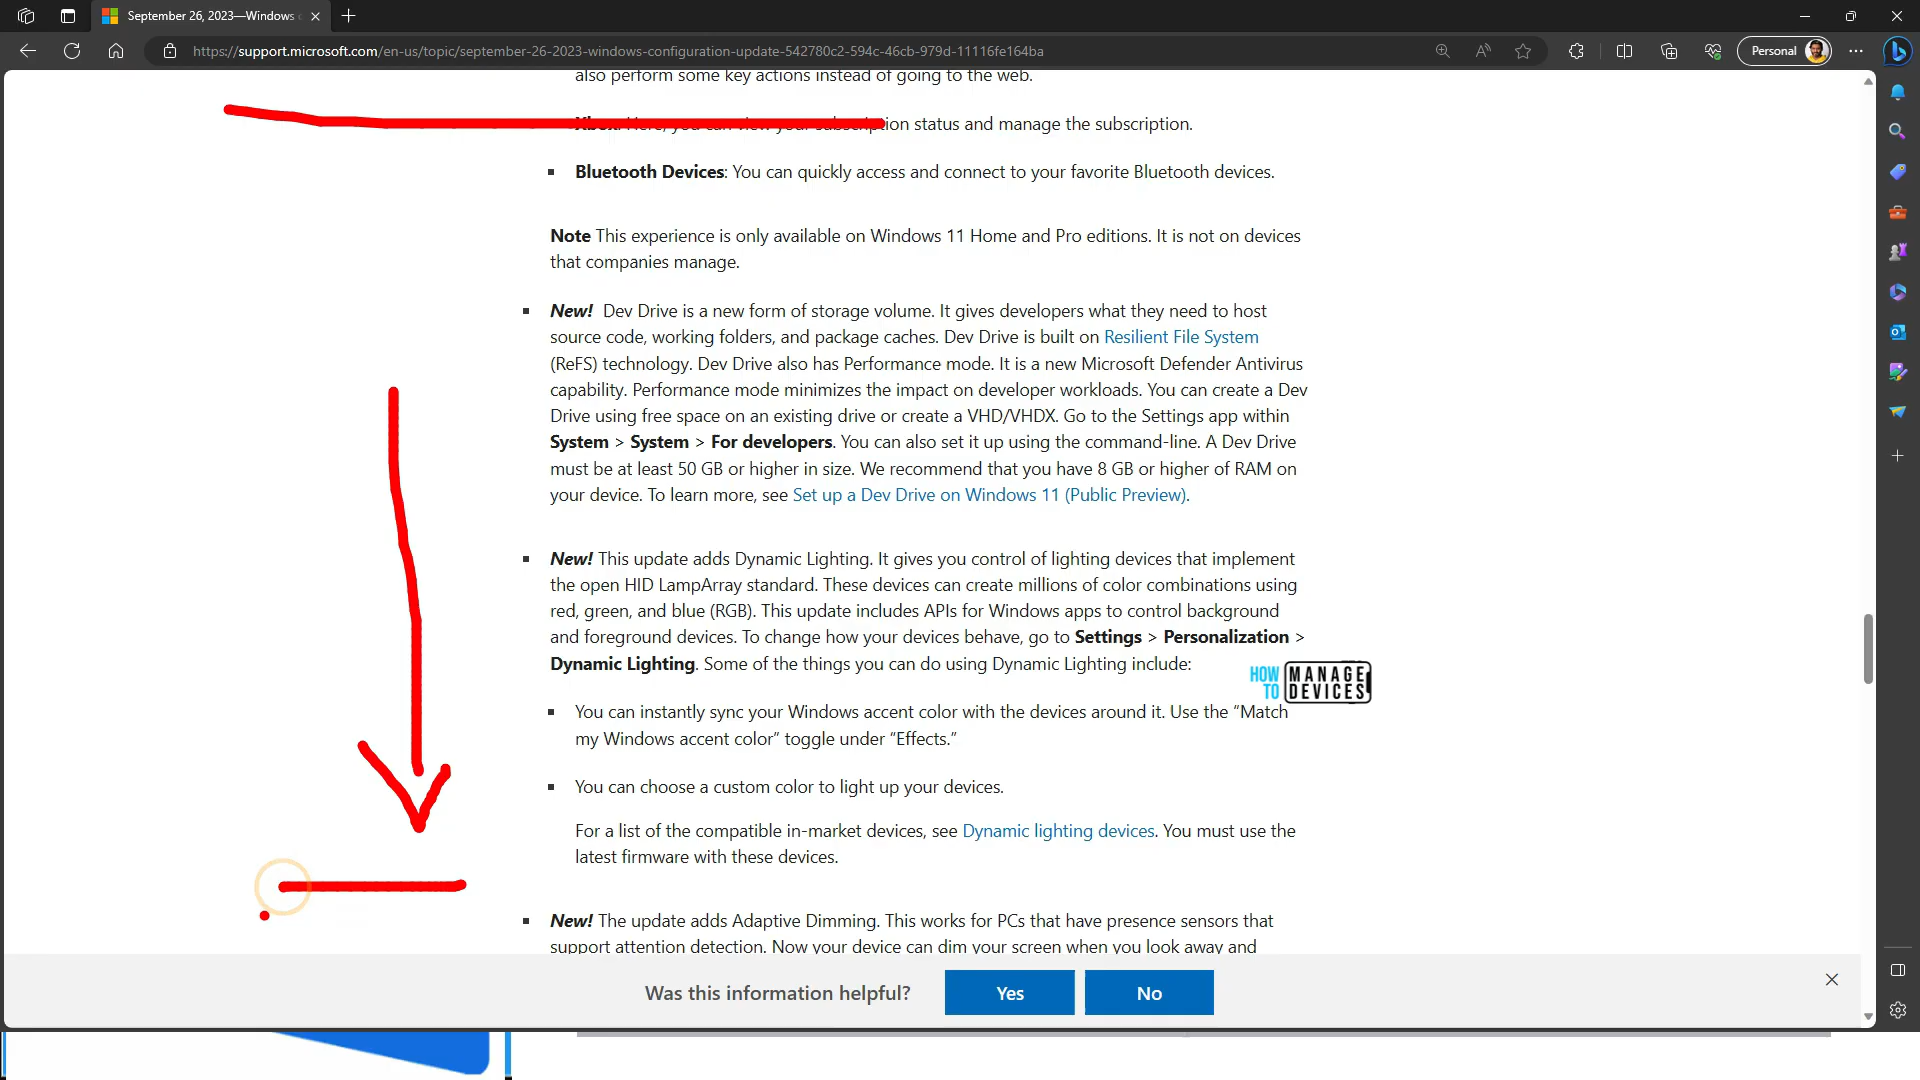 September 26, 2023—Windows
https://support.microsoft.com/en-us/topic/september-26-2023-windows-configuration-update-542780c2-594c-46cb-979d-11116fe164ba
Personal
also perform some key actions instead of going to the web.
Xbox: Here, you can view your subscription status and manage the subscription.
Bluetooth Devices: You can quickly access and connect to your favorite Bluetooth devices.
Note This experience is only available on Windows 11 Home and Pro editions. It is not on devices
that companies manage.
New! Dev Drive is a new form of storage volume. It gives developers what they need to host
source code, working folders, and package caches. Dev Drive is built on Resilient File System
(ReFS) technology. Dev Drive also has Performance mode. It is a new Microsoft Defender Antivirus
capability. Performance mode minimizes the impact on developer workloads. You can create a Dev
Drive using free space on an existing drive or create a VHD/VHDX. Go to the Settings app within
System > System > For developers. You can also set it up using the command-line. A Dev Drive
must be at least 50 GB or higher in size. We recommend that you have 8 GB or higher of RAM on
your device. To learn more, see Set up a Dev Drive on Windows 11 (Public Preview).
New! This update adds Dynamic Lighting. It gives you control of lighting devices that implement
the open HID LampArray standard. These devices can create millions of color combinations using
red, green, and blue (RGB). This update includes APIs for Windows apps to control background
and foreground devices. To change how your devices behave, go to Settings > Personalization >
Dynamic Lighting. Some of the things you can do using Dynamic Lighting include:
HOW TO MANAGE DEVICES
You can instantly sync your Windows accent color with the devices around it. Use the “Match
my Windows accent color” toggle under “Effects.”
You can choose a custom color to light up your devices.
For a list of the compatible in-market devices, see Dynamic lighting devices. You must use the
latest firmware with these devices.
New! The update adds Adaptive Dimming. This works for PCs that have presence sensors that
support attention detection. Now your device can dim your screen when you look away and
Was this information helpful?
Yes
No